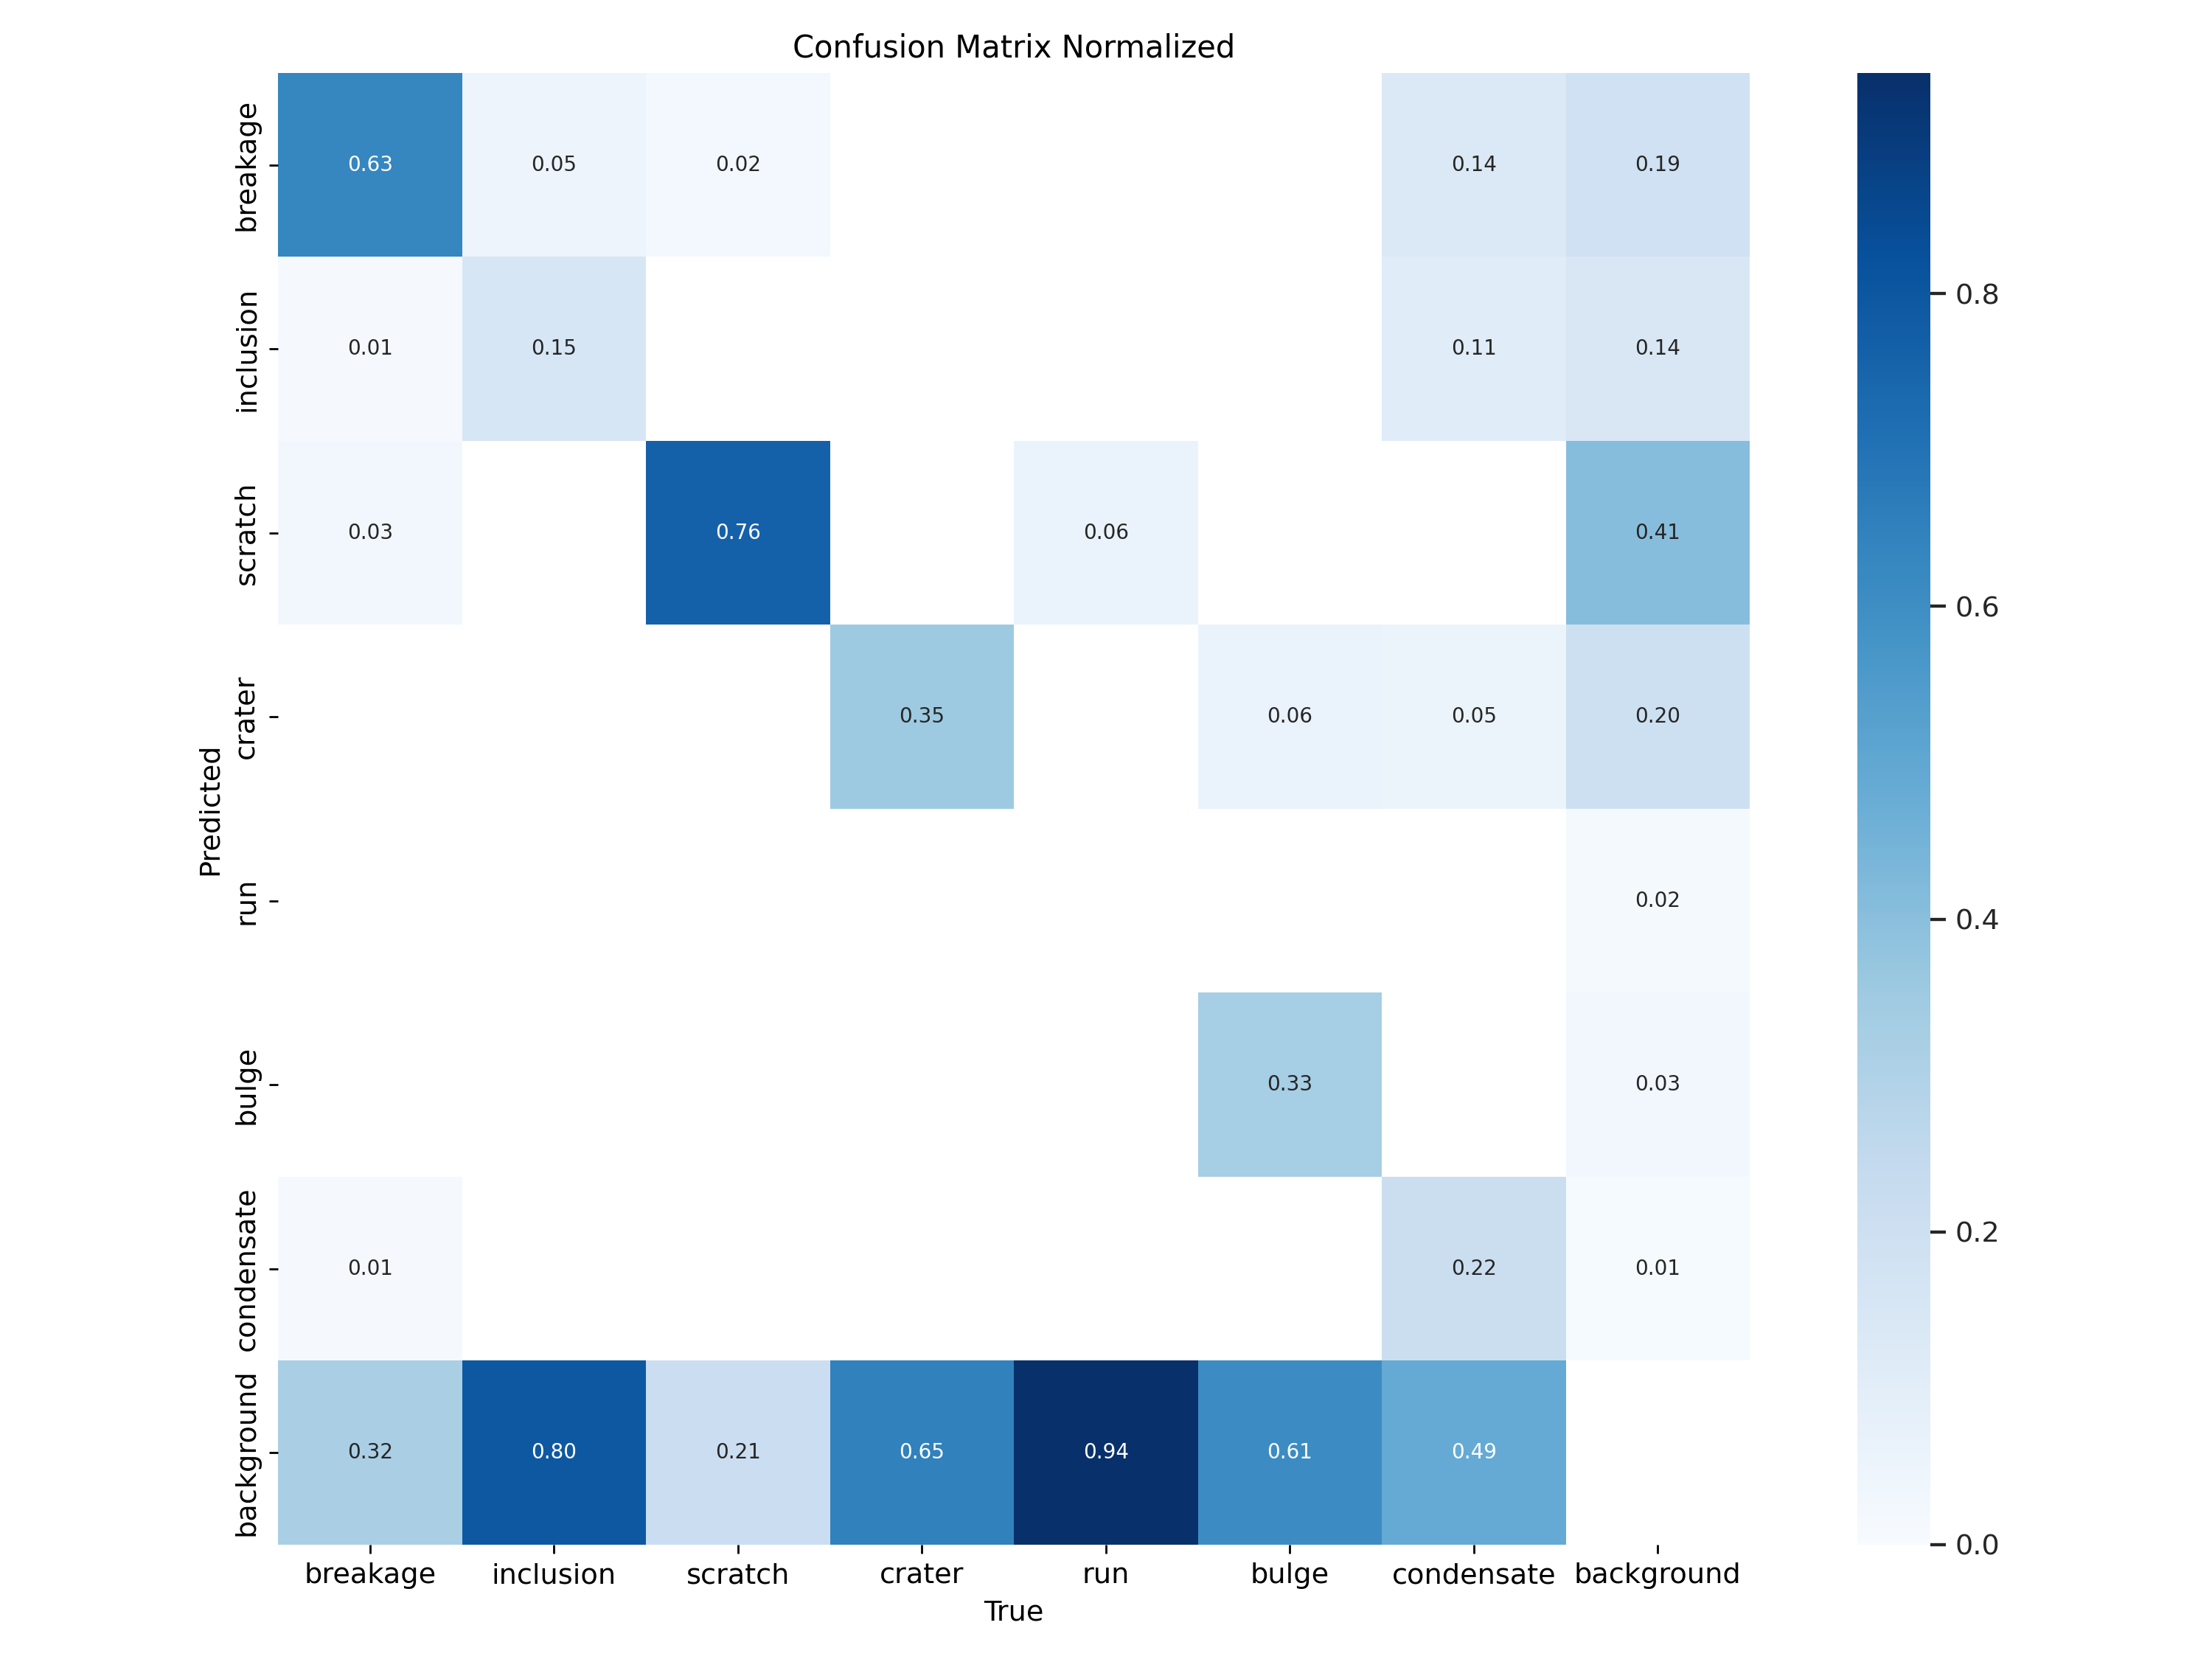 Confusion Matrix Normalized
breakage 0.63 0.05 0.02 0.14 0.19
inclusion 0.01 0.15 0.11 0.14
scratch 0.03 0.76 0.06 0.41
crater 0.35 0.06 0.05 0.20
run 0.02
bulge 0.33 0.03
condensate 0.01 0.22 0.01
background 0.32 0.80 0.21 0.65 0.94 0.61 0.49
Predicted
breakage inclusion scratch crater run bulge condensate background
True
0.8
0.6
0.4
0.2
0.0